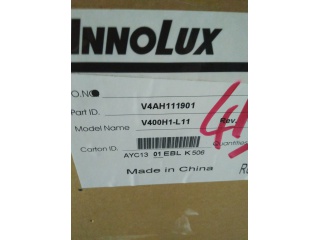 INNOLUX
O.NO
Part ID. V4AH111901
Model Name V400H1-L11 Rev.
Carton ID. Quantities
AYC13 01 EBL K 506
Made in China